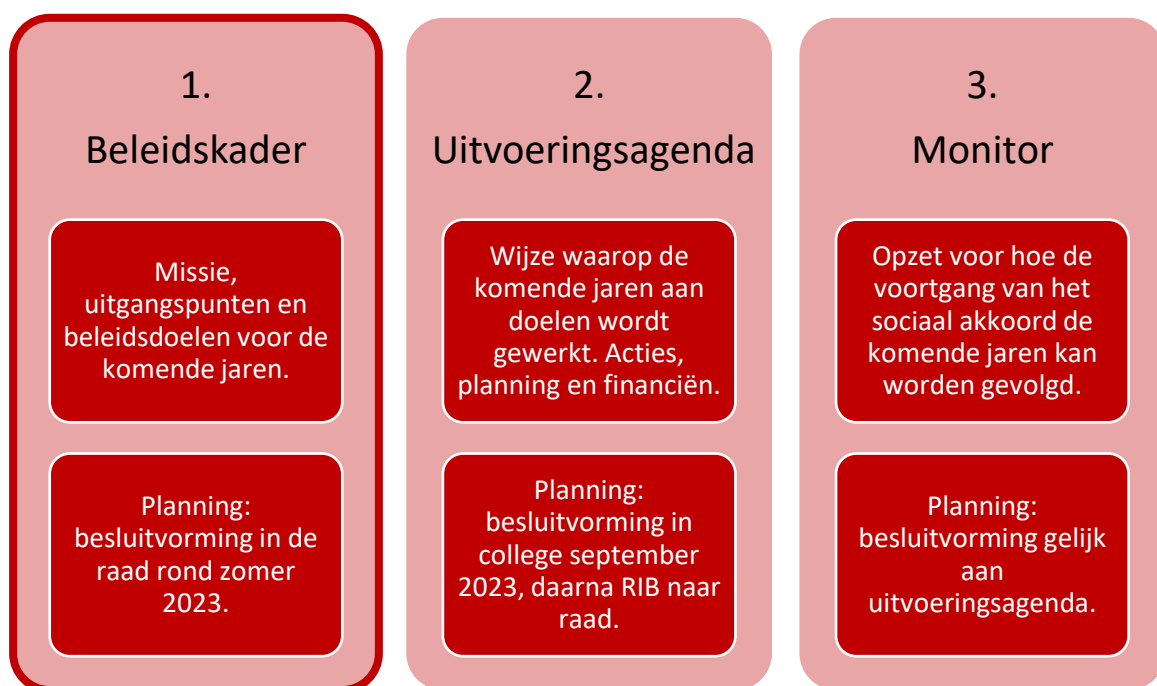 1.
Beleidskader
Missie,
uitgangspunten en
beleidsdoelen voor de
komende jaren.
Planning:
besluitvorming in de
raad rond zomer
2023.
2.
Uitvoeringsagenda
Wijze waarop de
komende jaren aan
doelen wordt
gewerkt. Acties,
planning en financiën.
Planning:
besluitvorming in
college september
2023, daarna RIB naar
raad.
3.
Monitor
Opzet voor hoe de
voortgang van het
sociaal akkoord de
komende jaren kan
worden gevolgd.
Planning:
besluitvorming gelijk
aan
uitvoeringsagenda.